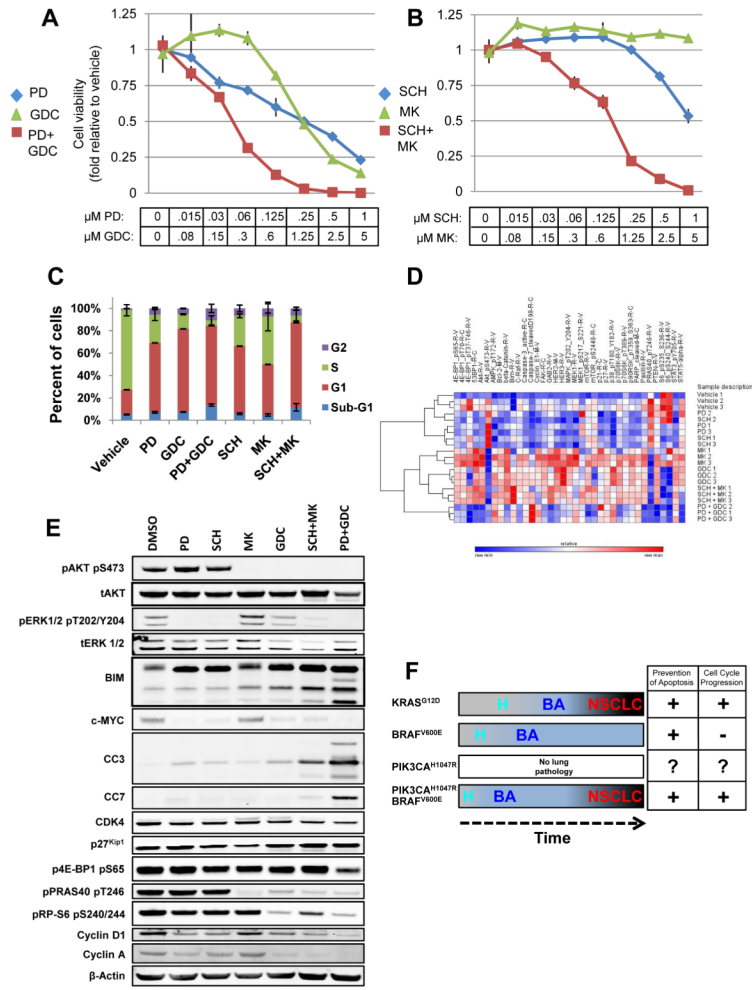 A
PD
GDC
PD+
GDC
Cell viability
(fold relative to vehicle)
1.25
1
0.75
0.5
0.25
0
µM PD: 0 .015 .03 .06 .125 .25 .5 1
µM GDC: 0 .08 .15 .3 .6 1.25 2.5 5
B
SCH
MK
SCH+
MK
1.25
1
0.75
0.5
0.25
0
µM SCH: 0 .015 .03 .06 .125 .25 .5 1
µM MK: 0 .08 .15 .3 .6 1.25 2.5 5
C
Percent of cells
100%
80%
60%
40%
20%
0%
G2
S
G1
Sub-G1
Vehicle PD GDC PD+GDC SCH MK SCH+MK
D
Sample description
Vehicle 1
Vehicle 2
Vehicle 3
PD 2
SCH 2
PD 1
PD 3
SCH 1
SCH 3
MK 1
MK 2
MK 3
GDC 1
GDC 2
GDC 3
SCH + MK 1
SCH + MK 2
SCH + MK 3
PD + GDC 2
PD + GDC 1
PD + GDC 3
relative
row min row max
E
DMSO PD SCH MK GDC SCH+MK PD+GDC
pAKT pS473
tAKT
pERK1/2 pT202/Y204
tERK 1/2
BIM
c-MYC
CC3
CC7
CDK4
p27Kip1
p4E-BP1 pS65
pPRAS40 pT246
pRP-S6 pS240/244
Cyclin D1
Cyclin A
β-Actin
F
Prevention of Apoptosis
Cell Cycle Progression
KRASG12D H BA NSCLC + +
BRAFV600E H BA + -
PIK3CAH1047R No lung pathology ? ?
PIK3CAH1047R
BRAFV600E H BA NSCLC + +
Time